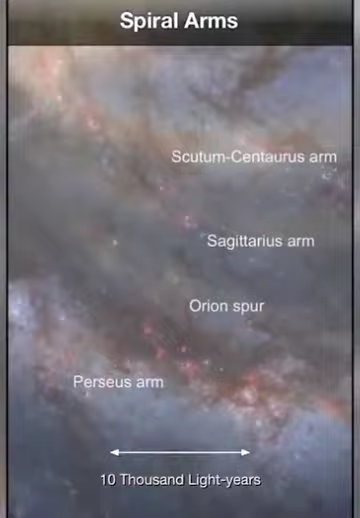 Spiral Arms
Scutum-Centaurus arm
Sagittarius arm
Orion spur
Perseus arm
10 Thousand Light-years